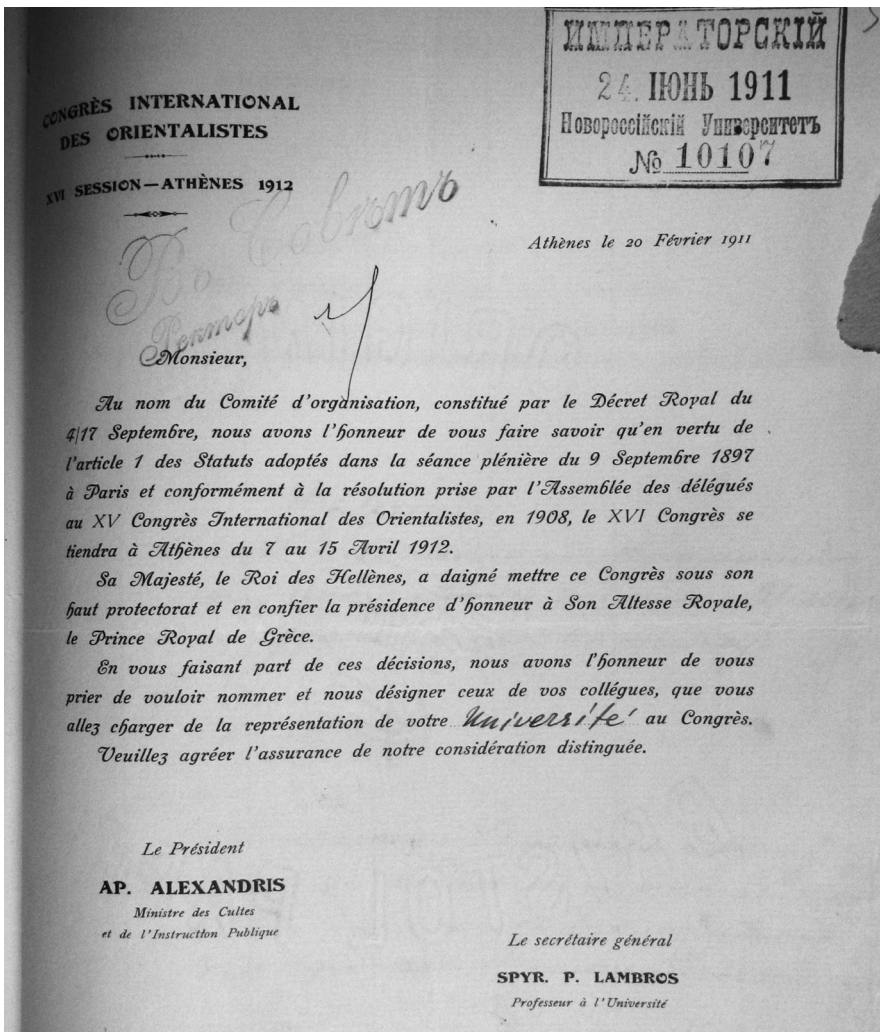 CONGRÈS INTERNATIONAL
DES ORIENTALISTES
XVI SESSION—ATHÈNES 1912
ИМПЕРАТОРСКІЙ
24. ІЮНЬ 1911
Новороссійскій Университетъ
№ 10107
Athènes le 20 Février 1911
Въ Совѣтъ
Ректоръ
Monsieur,
Au nom du Comité d'organisation, constitué par le Décret Royal du
4/17 Septembre, nous avons l'honneur de vous faire savoir qu'en vertu de
l'article 1 des Statuts adoptés dans la séance plénière du 9 Septembre 1897
à Paris et conformément à la résolution prise par l'Assemblée des délégués
au XV Congrès International des Orientalistes, en 1908, le XVI Congrès se
tiendra à Athènes du 7 au 15 Avril 1912.
Sa Majesté, le Roi des Hellènes, a daigné mettre ce Congrès sous son
haut protectorat et en confier la présidence d'honneur à Son Altesse Royale,
le Prince Royal de Grèce.
En vous faisant part de ces décisions, nous avons l'honneur de vous
prier de vouloir nommer et nous désigner ceux de vos collégues, que vous
allez charger de la représentation de votre Université au Congrès.
Veuillez agréer l'assurance de notre considération distinguée.
Le Président
AP. ALEXANDRIS
Ministre des Cultes
et de l'Instruction Publique
Le secrétaire général
SPYR. P. LAMBROS
Professeur à l'Université